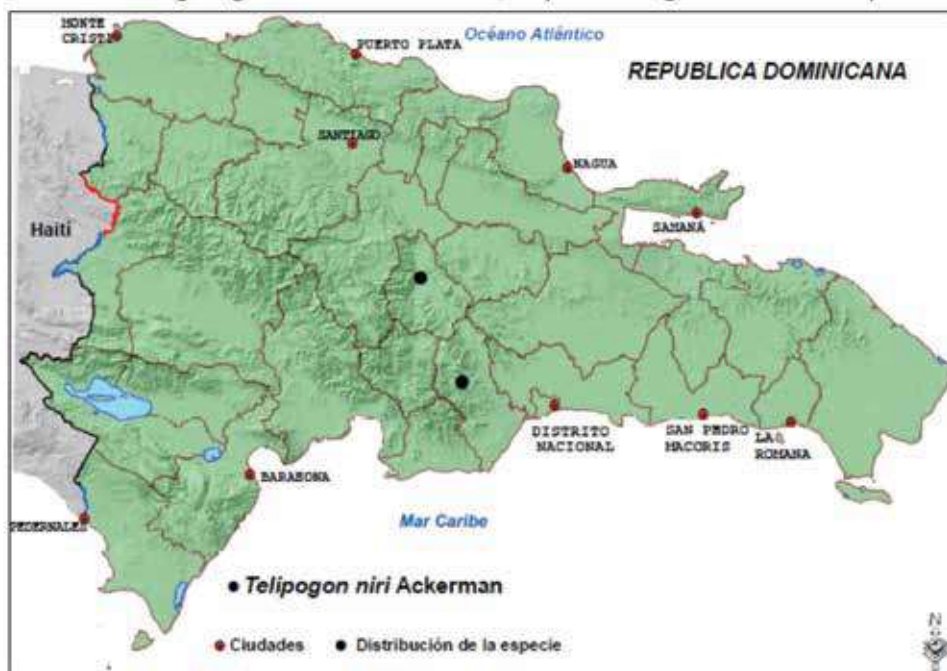 MONTE
CRISTI
Océano Atlántico
PUERTO PLATA
REPUBLICA DOMINICANA
SANTIAGO
NAGUA
Haití
SAMANÁ
DISTRITO
NACIONAL
SAN PEDRO
MACORIS
LA
ROMANA
BARAHONA
PEDERNALES
Mar Caribe
Telipogon niri Ackerman
Ciudades
Distribución de la especie